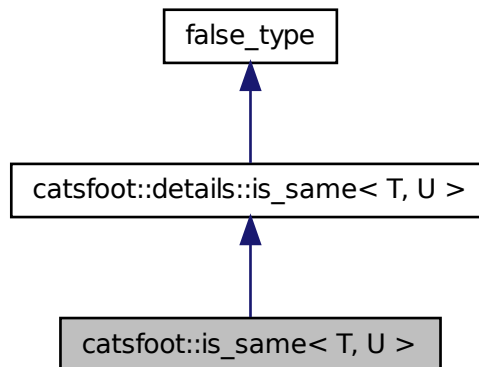 false_type
catsfoot::details::is_same< T, U >
catsfoot::is_same< T, U >